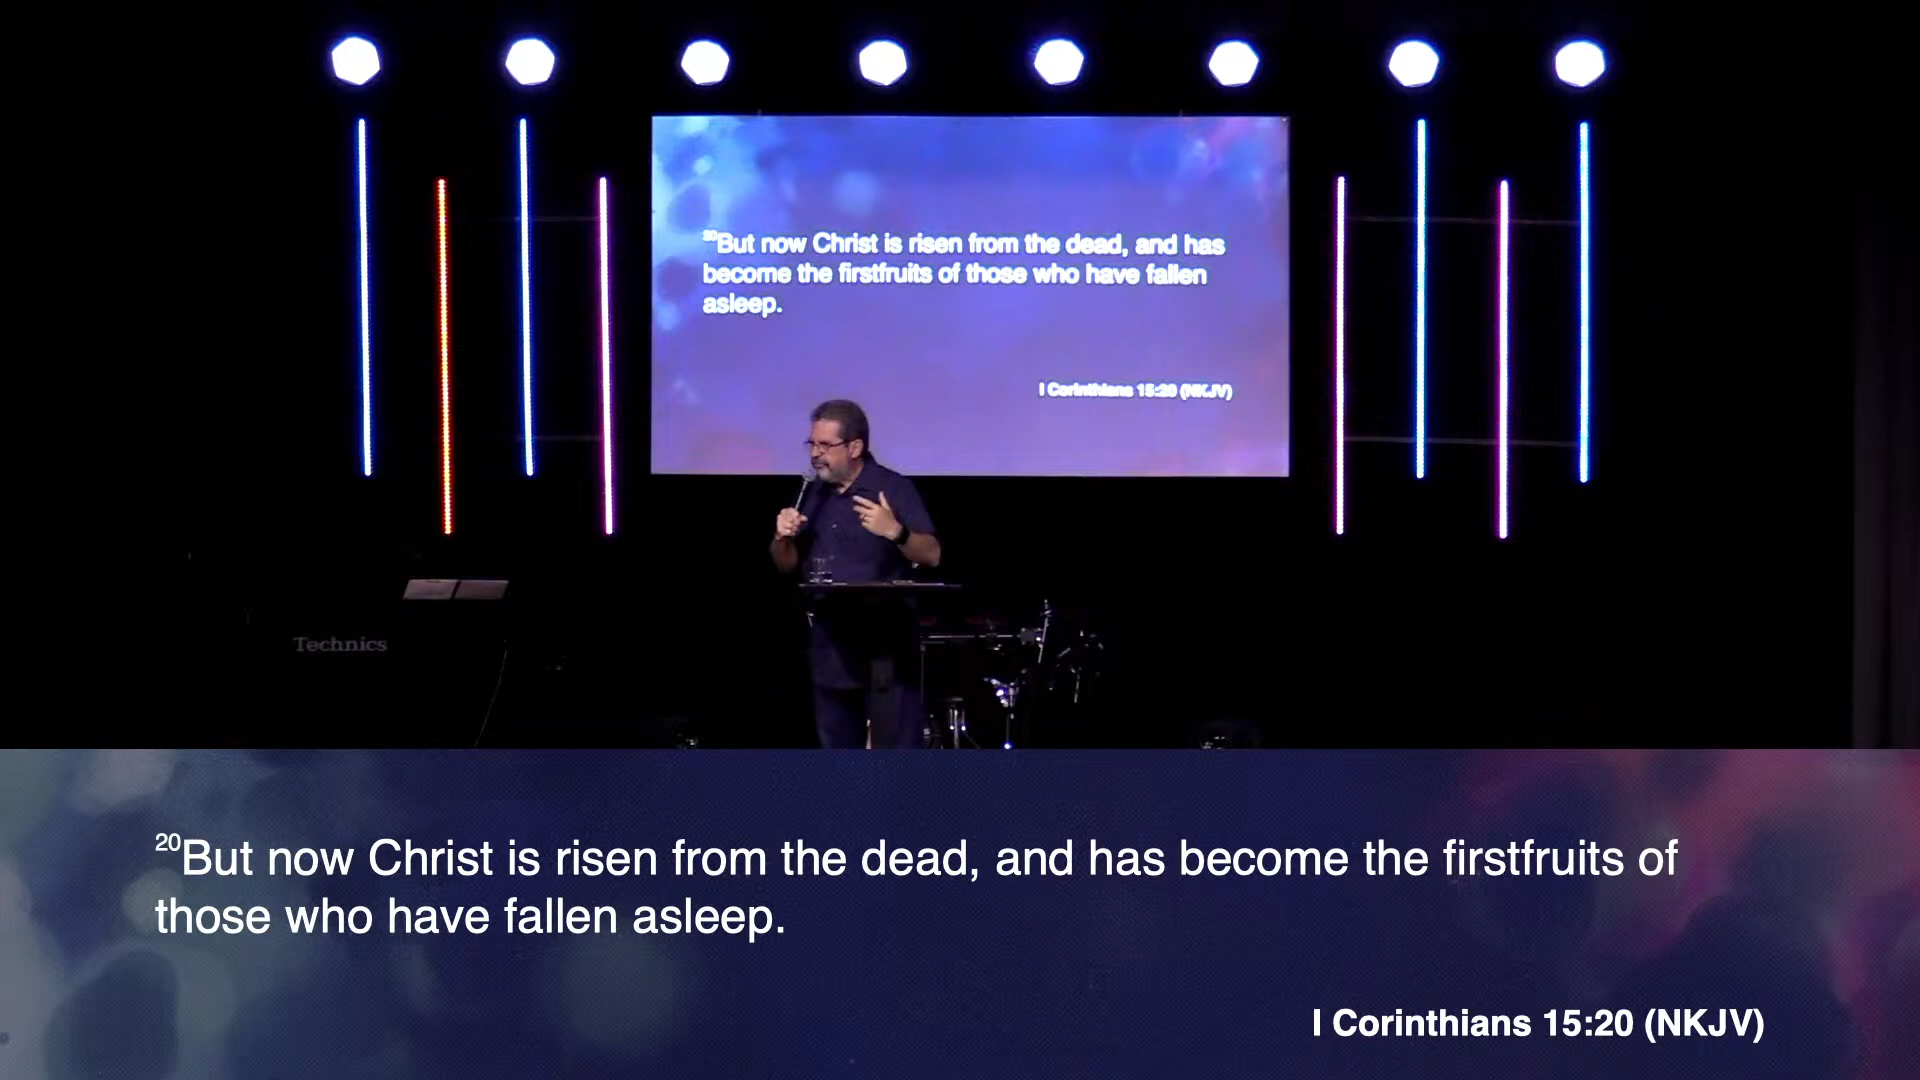 20But now Christ is risen from the dead, and has
become the firstfruits of those who have fallen
asleep.
I Corinthians 15:20 (NKJV)
Technics
20But now Christ is risen from the dead, and has become the firstfruits of
those who have fallen asleep.
I Corinthians 15:20 (NKJV)